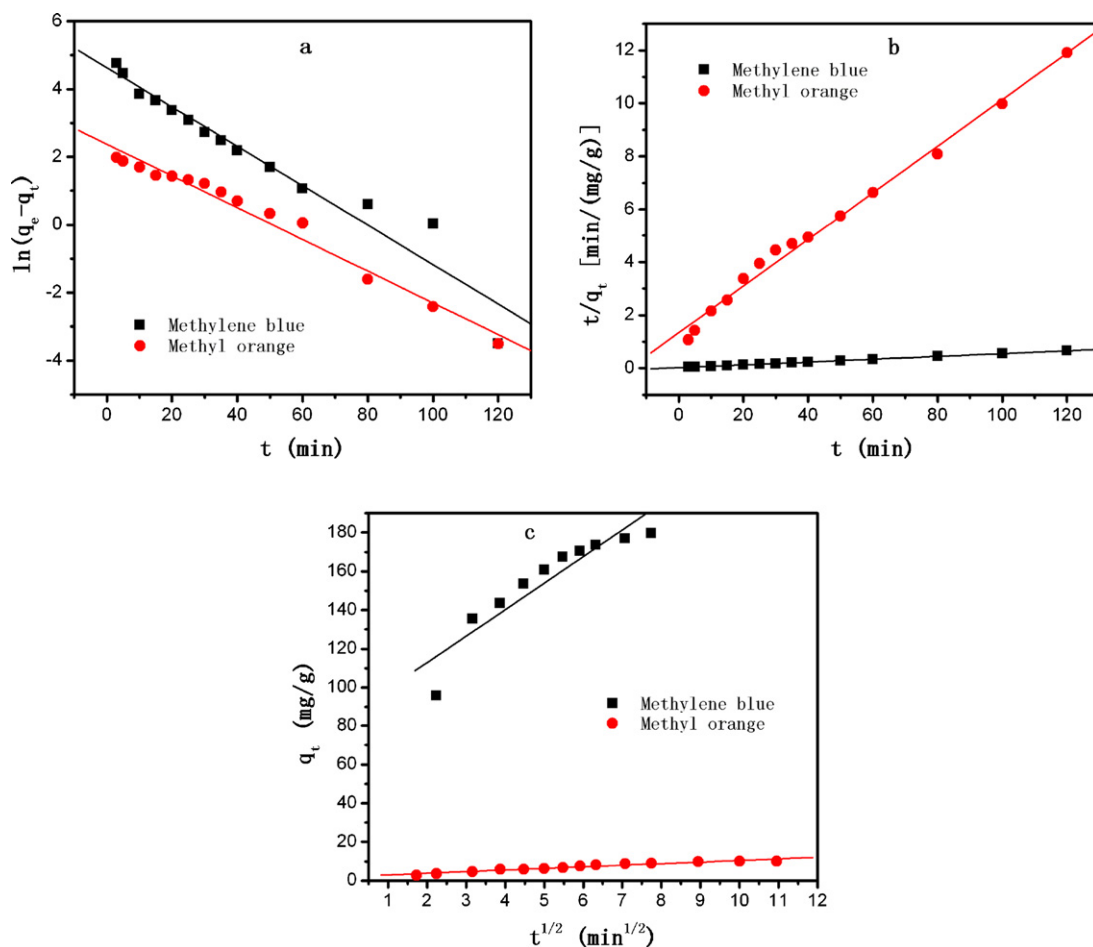 a
6
4
2
0
-2
-4
ln(qe-qt)
Methylene blue
Methyl orange
0 20 40 60 80 100 120
t (min)
b
12
10
8
6
4
2
0
t/qt [min/(mg/g)]
Methylene blue
Methyl orange
0 20 40 60 80 100 120
t (min)
c
180
160
140
120
100
80
60
40
20
0
qt (mg/g)
Methylene blue
Methyl orange
1 2 3 4 5 6 7 8 9 10 11 12
t1/2 (min1/2)